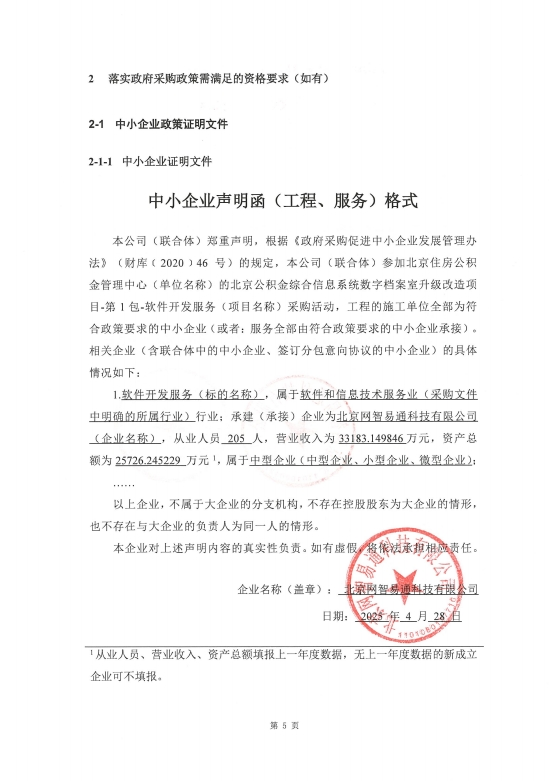 2 落实政府采购政策需满足的资格要求（如有）
2-1 中小企业政策证明文件
2-1-1 中小企业证明文件
中小企业声明函（工程、服务）格式
本公司（联合体）郑重声明，根据《政府采购促进中小企业发展管理办
法》（财库﹝2020﹞46 号）的规定，本公司（联合体）参加北京住房公积
金管理中心（单位名称）的北京公积金综合信息系统数字档案室升级改造项
目-第 1 包-软件开发服务（项目名称）采购活动，工程的施工单位全部为符
合政策要求的中小企业（或者：服务全部由符合政策要求的中小企业承接）。
相关企业（含联合体中的中小企业、签订分包意向协议的中小企业）的具体
情况如下：
1.软件开发服务（标的名称），属于软件和信息技术服务业（采购文件
中明确的所属行业）行业；承建（承接）企业为北京网智易通科技有限公司
（企业名称），从业人员 205 人，营业收入为 33183.149846 万元，资产总
额为 25726.245229 万元¹，属于中型企业（中型企业、小型企业、微型企业）；
……
以上企业，不属于大企业的分支机构，不存在控股股东为大企业的情形，
也不存在与大企业的负责人为同一人的情形。
本企业对上述声明内容的真实性负责。如有虚假，将依法承担相应责任。
企业名称（盖章）：北京网智易通科技有限公司
日期：2025 年 4 月 28 日
北京网智易通科技有限公司
¹ 从业人员、营业收入、资产总额填报上一年度数据，无上一年度数据的新成立
企业可不填报。
第 5 页